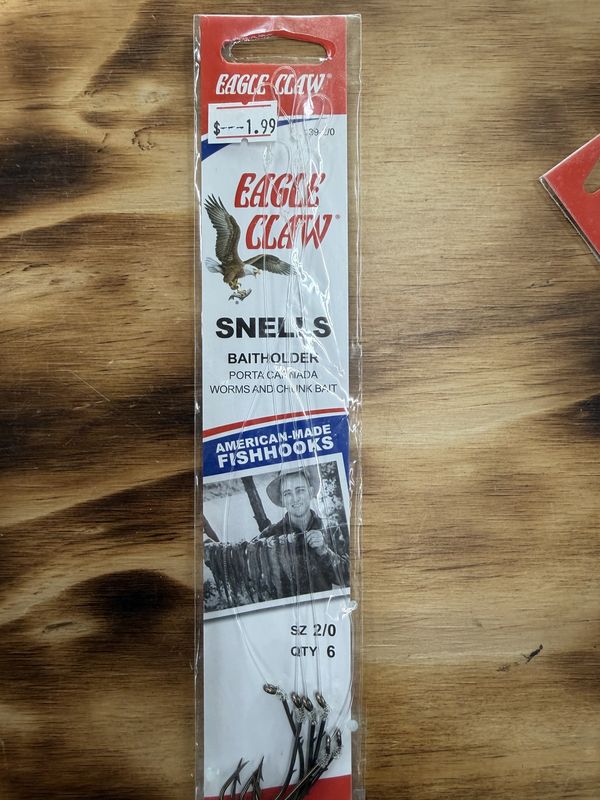 EAGLE CLAW®
$---1.99
EAGLE
CLAW®
SNELLS
BAITHOLDER
PORTA CARNADA
WORMS AND CHUNK BAIT
AMERICAN-MADE
FISHHOOKS
SZ 2/0
QTY 6